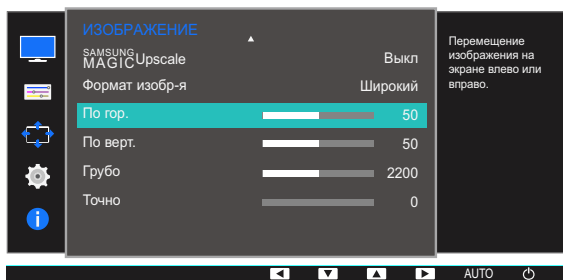 ИЗОБРАЖЕНИЕ
SAMSUNG MAGIC Upscale Выкл
Формат изобр-я Широкий
По гор. 50
По верт. 50
Грубо 2200
Точно 0
Перемещение
изображения на
экране влево или
вправо.
AUTO